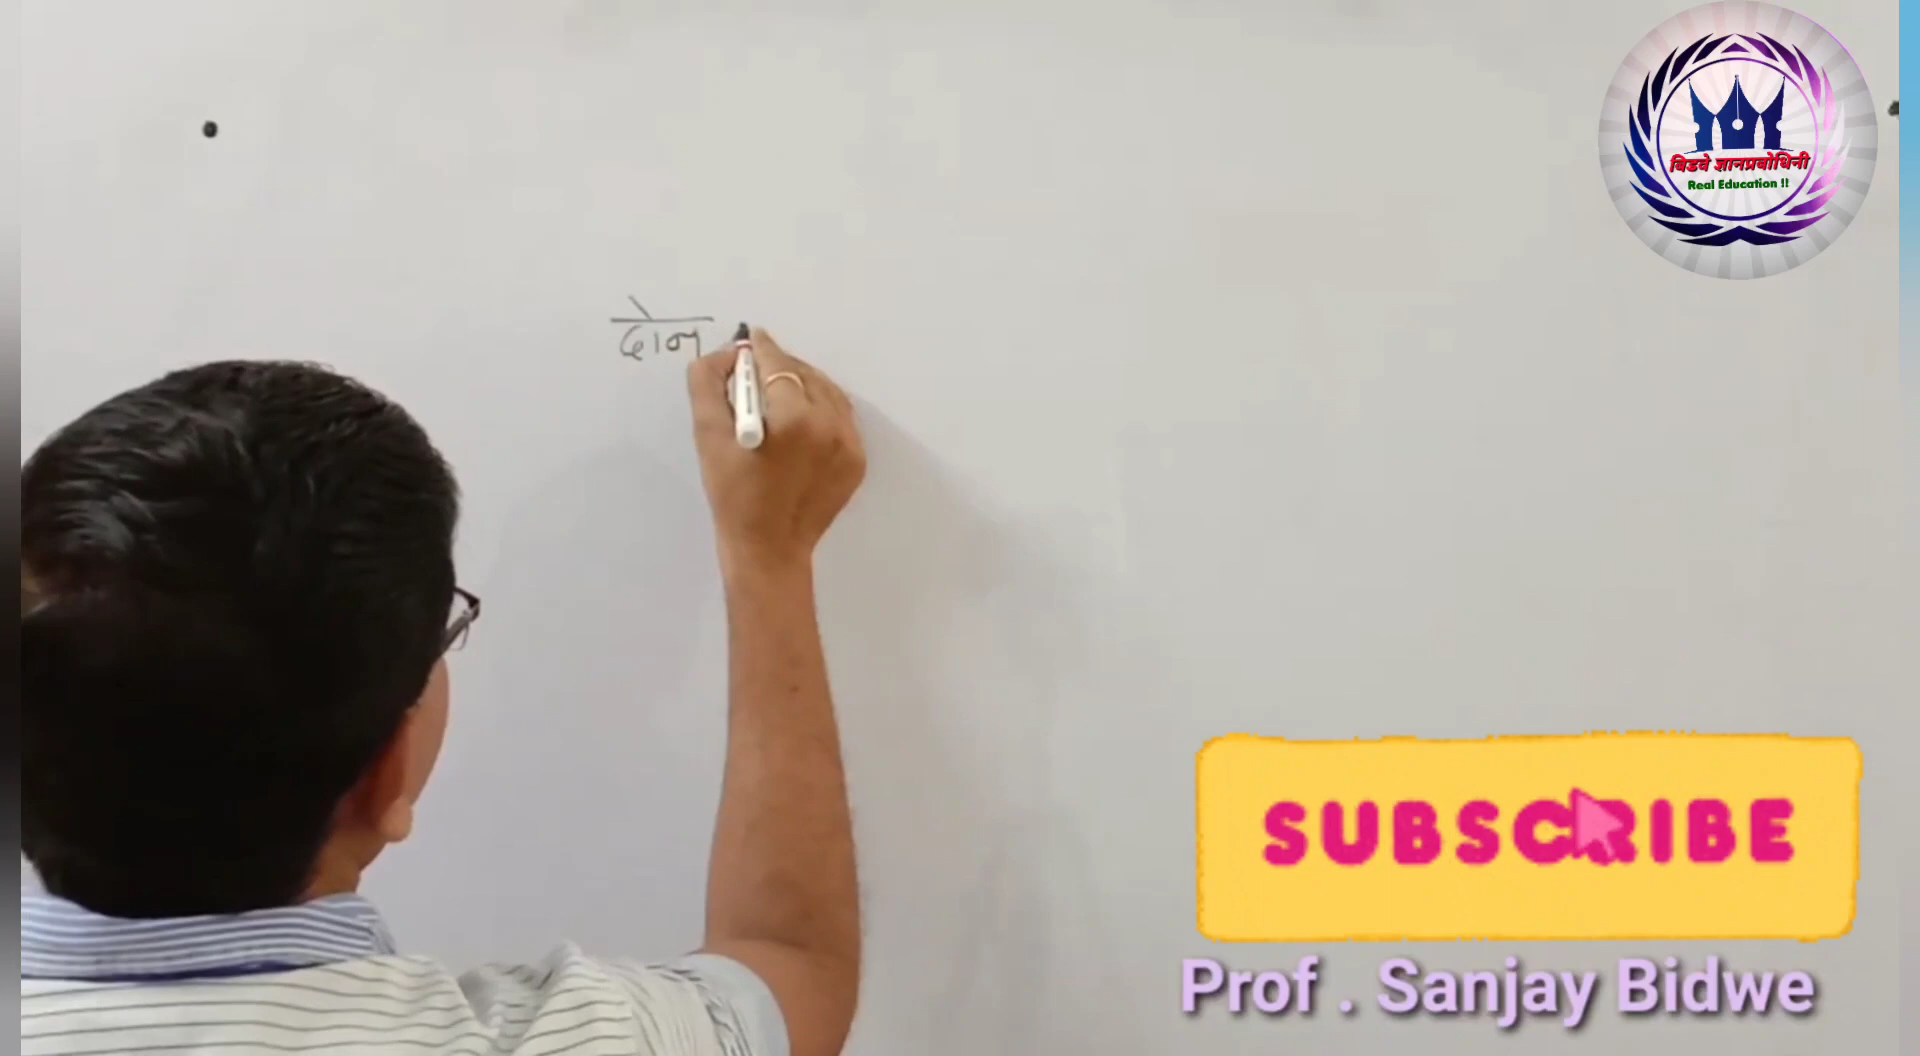 बिडवे ज्ञानप्रबोधिनी
Real Education !!
SUBSCRIBE
Prof . Sanjay Bidwe